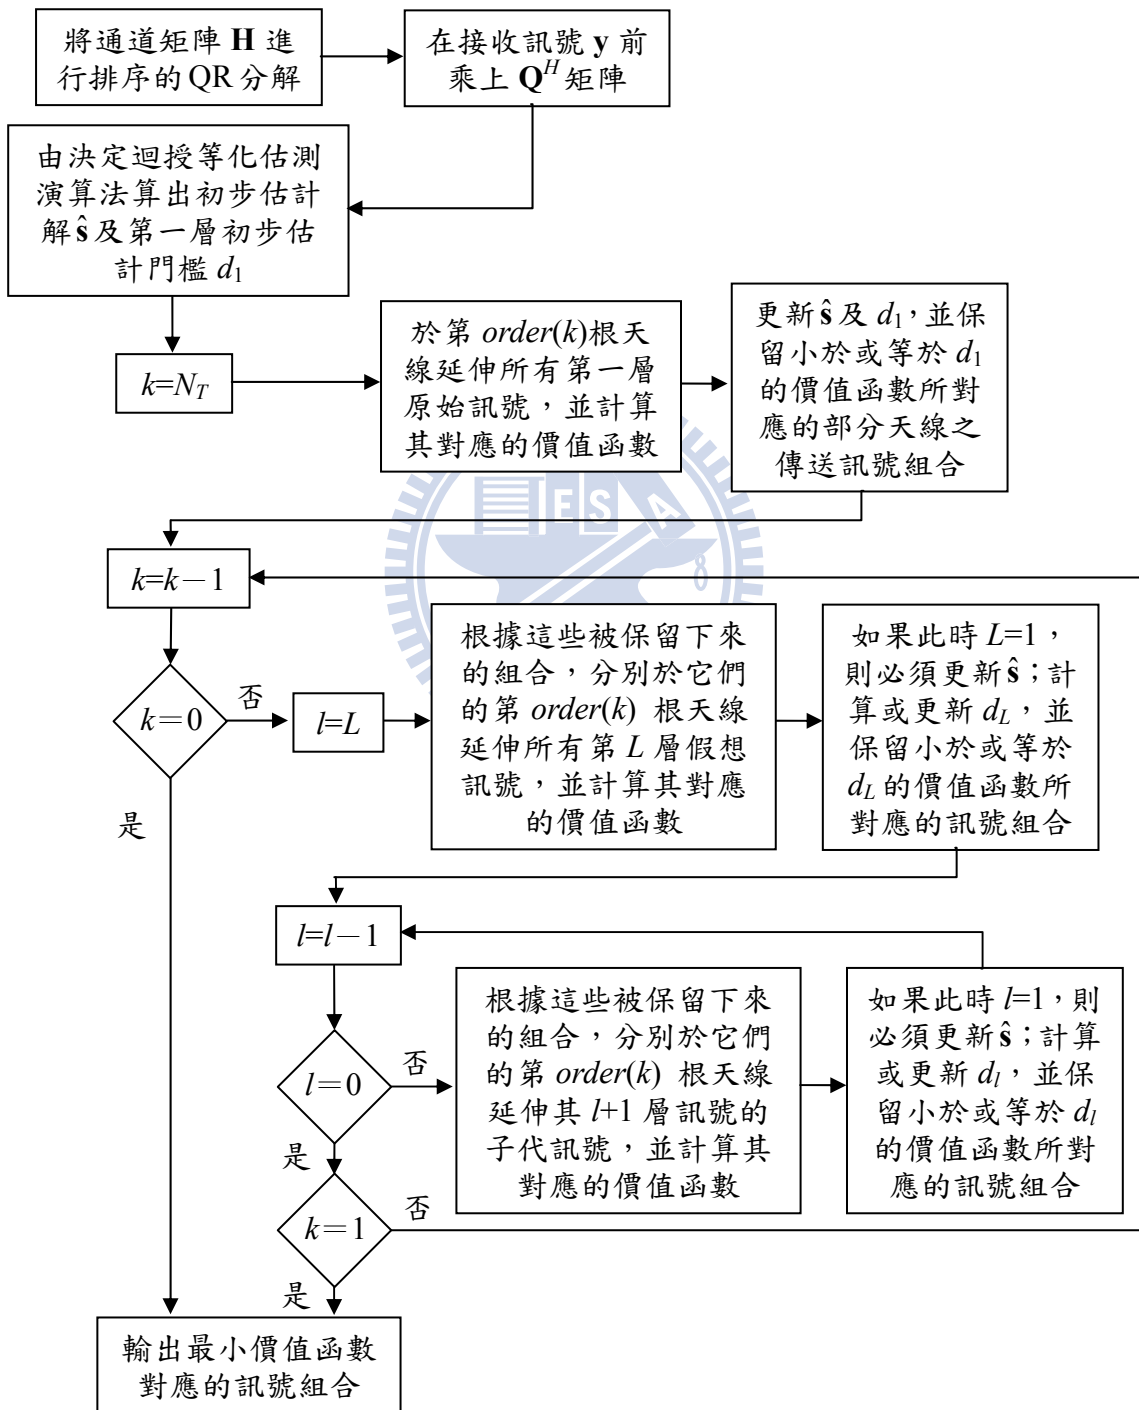 將通道矩陣 H 進
行排序的QR分解
在接收訊號 y 前
乘上 Q^H 矩陣
由決定迴授等化估測
演算法算出初步估計
解ŝ及第一層初步估
計門檻 d₁
k=N_T
於第 order(k)根天
線延伸所有第一層
原始訊號，並計算
其對應的價值函數
更新ŝ及 d₁，並保
留小於或等於 d₁
的價值函數所對
應的部分天線之
傳送訊號組合
E S A
k=k－1
k＝0
否
是
l=L
根據這些被保留下來
的組合，分別於它們
的第 order(k) 根天線
延伸所有第 L 層假想
訊號，並計算其對應
的價值函數
如果此時 L=1，
則必須更新ŝ；計
算或更新 d_L，並
保留小於或等於
d_L 的價值函數所
對應的訊號組合
l=l－1
l＝0
否
是
根據這些被保留下來
的組合，分別於它們
的第 order(k) 根天線
延伸其 l+1 層訊號的
子代訊號，並計算其
對應的價值函數
如果此時 l=1，則
必須更新ŝ；計算
或更新 d_l，並保
留小於或等於 d_l
的價值函數所對
應的訊號組合
k＝1
否
是
輸出最小價值函數
對應的訊號組合